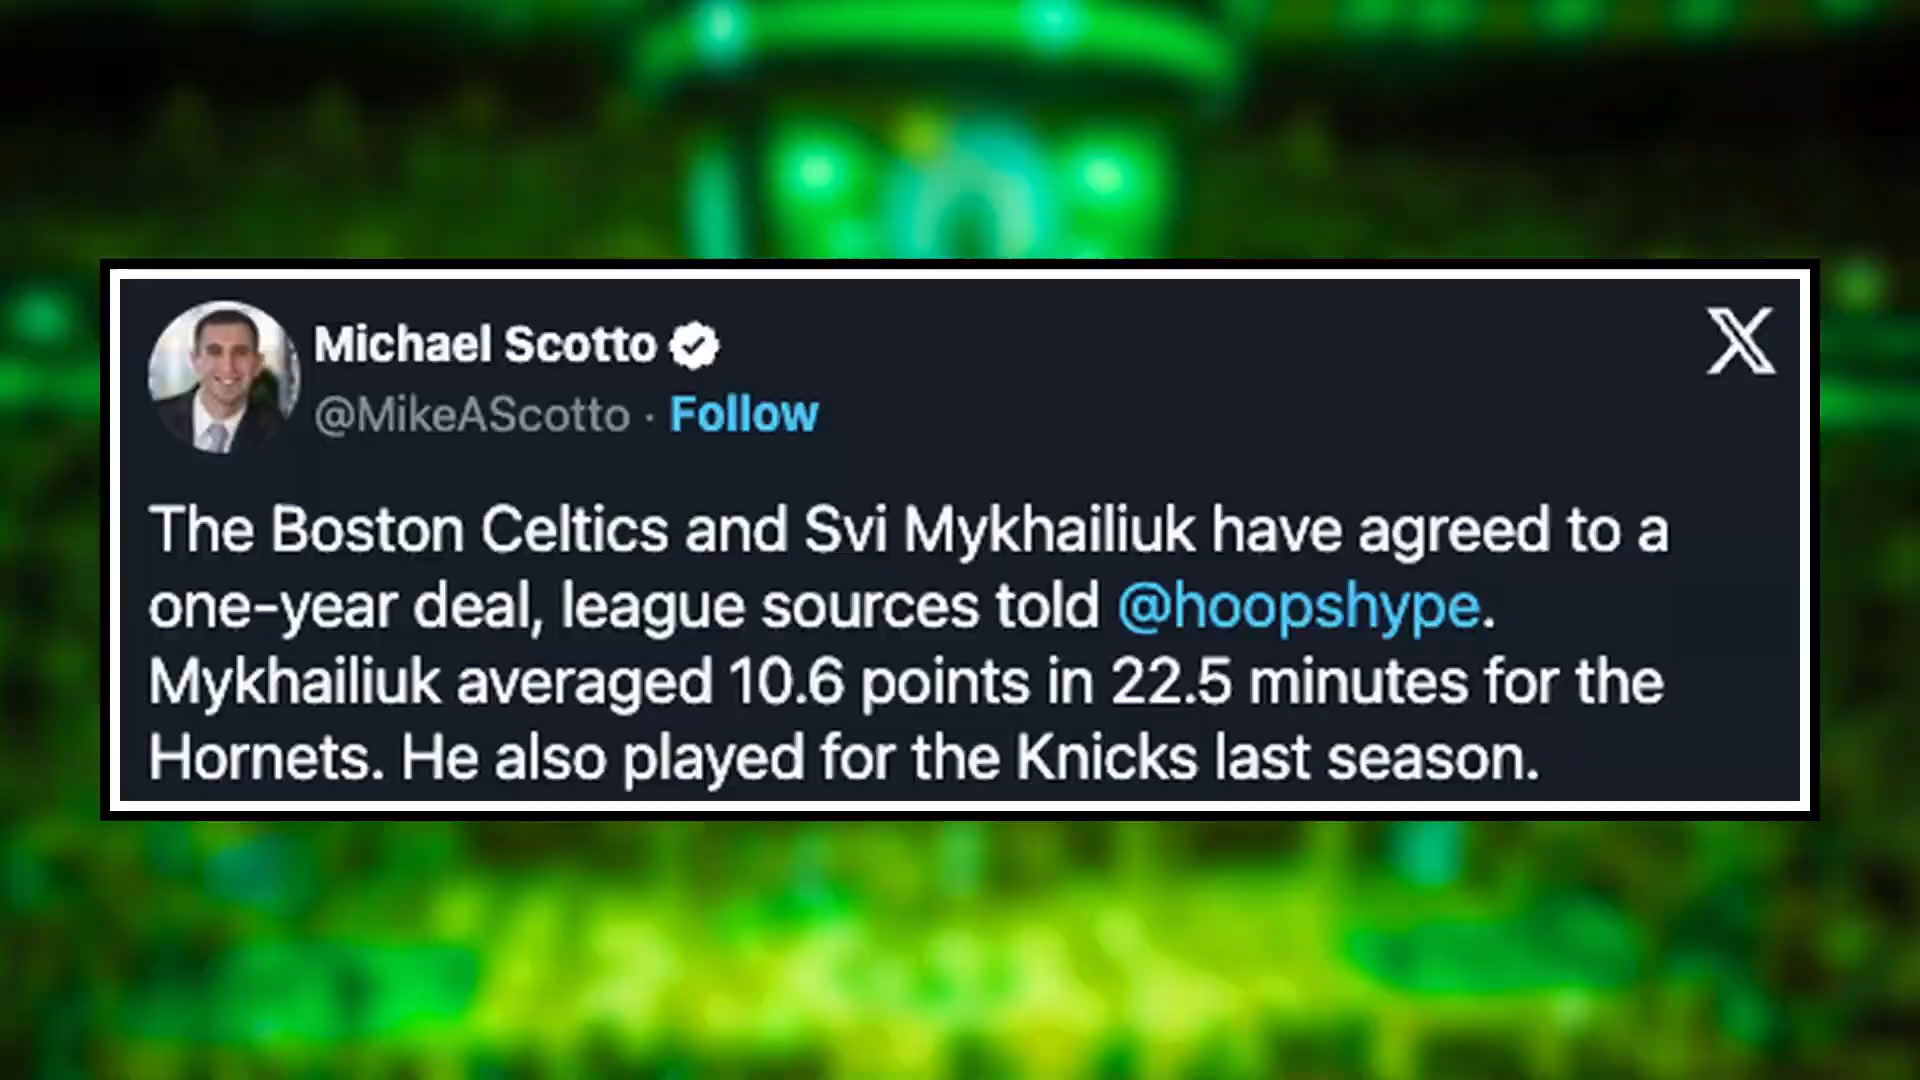 Michael Scotto
@MikeAScotto · Follow
The Boston Celtics and Svi Mykhailiuk have agreed to a
one-year deal, league sources told @hoopshype.
Mykhailiuk averaged 10.6 points in 22.5 minutes for the
Hornets. He also played for the Knicks last season.